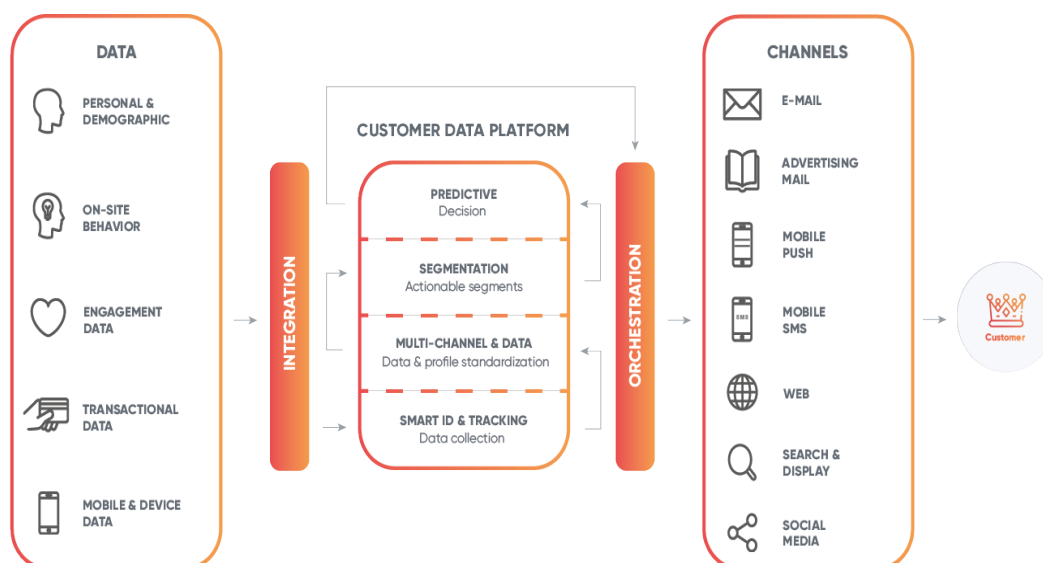 DATA
PERSONAL &
DEMOGRAPHIC
ON-SITE
BEHAVIOR
ENGAGEMENT
DATA
TRANSACTIONAL
DATA
MOBILE & DEVICE
DATA
INTEGRATION
CUSTOMER DATA PLATFORM
PREDICTIVE
Decision
SEGMENTATION
Actionable segments
MULTI-CHANNEL & DATA
Data & profile standardization
SMART ID & TRACKING
Data collection
ORCHESTRATION
CHANNELS
E-MAIL
ADVERTISING
MAIL
MOBILE
PUSH
SMS
MOBILE
SMS
WEB
SEARCH &
DISPLAY
SOCIAL
MEDIA
Customer